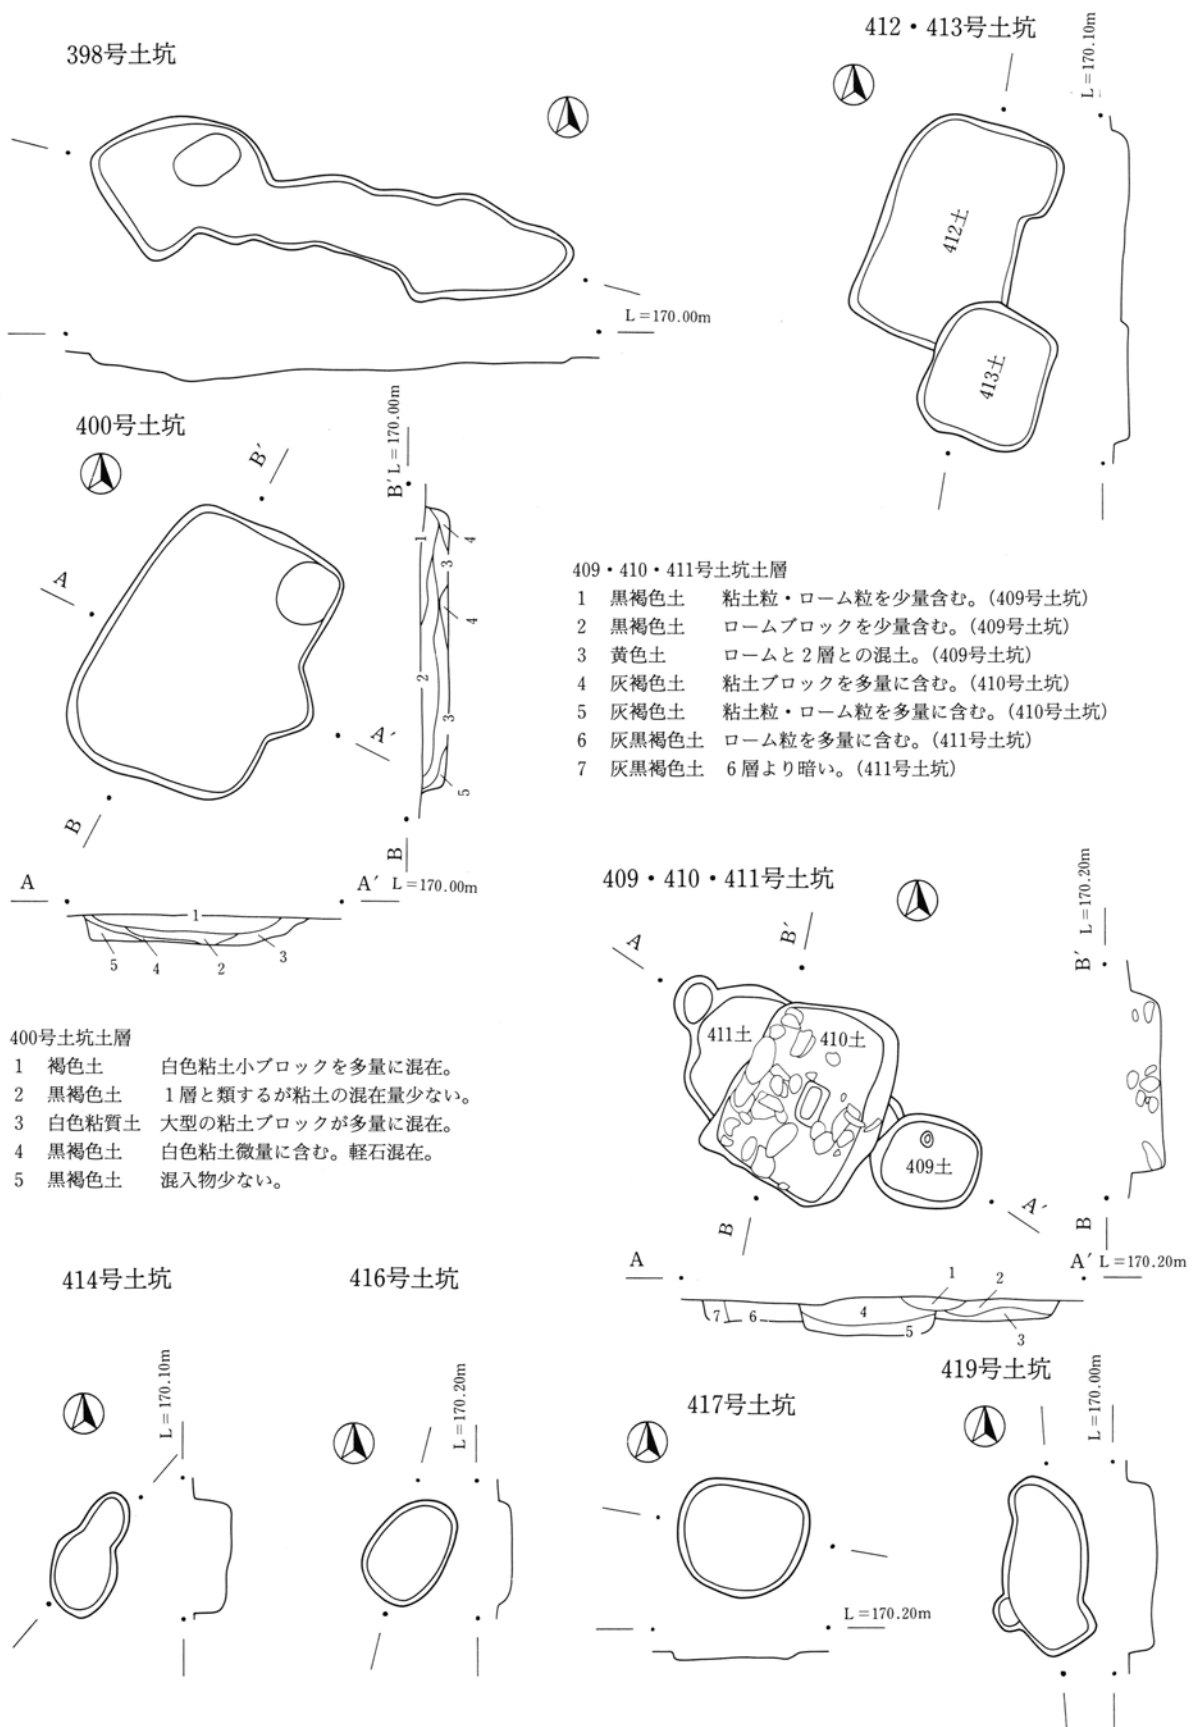 398号土坑
L=170.00m
412・413号土坑
L=170.10m
412土
413土
400号土坑
B′
A
A′
B
B′ L=170.00m
1
4
3
4
2
3
5
B
A
A′ L=170.00m
1
5
4
2
3
409・410・411号土坑土層
1 黒褐色土 粘土粒・ローム粒を少量含む。(409号土坑)
2 黒褐色土 ロームブロックを少量含む。(409号土坑)
3 黄色土 ロームと2層との混土。(409号土坑)
4 灰褐色土 粘土ブロックを多量に含む。(410号土坑)
5 灰褐色土 粘土粒・ローム粒を多量に含む。(410号土坑)
6 灰黒褐色土 ローム粒を多量に含む。(411号土坑)
7 灰黒褐色土 6層より暗い。(411号土坑)
400号土坑土層
1 褐色土 白色粘土小ブロックを多量に混在。
2 黒褐色土 1層と類するが粘土の混在量少ない。
3 白色粘質土 大型の粘土ブロックが多量に混在。
4 黒褐色土 白色粘土微量に含む。軽石混在。
5 黒褐色土 混入物少ない。
409・410・411号土坑
A
B′
411土
410土
409土
B
A′
B′ L=170.20m
B
A
A′ L=170.20m
1
2
7
6
4
5
3
414号土坑
L=170.10m
416号土坑
L=170.20m
417号土坑
L=170.20m
419号土坑
L=170.00m